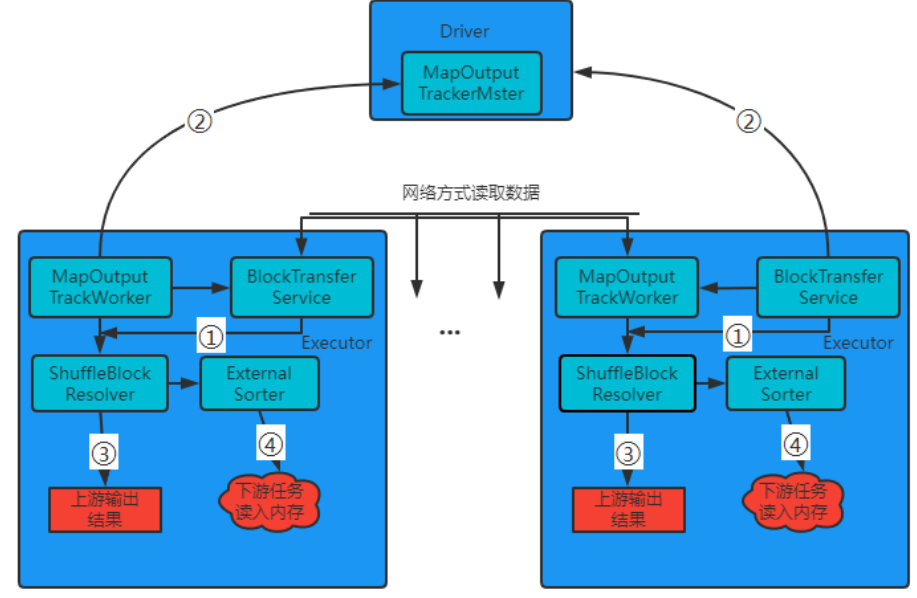 Driver
MapOutput
TrackerMster
②
②
网络方式读取数据
MapOutput
TrackWorker
BlockTransfer
Service
①
Executor
ShuffleBlock
Resolver
External
Sorter
③
④
上游输出
结果
下游任务
读入内存
...
MapOutput
TrackWorker
BlockTransfer
Service
①
Executor
ShuffleBlock
Resolver
External
Sorter
③
④
上游输出
结果
下游任务
读入内存